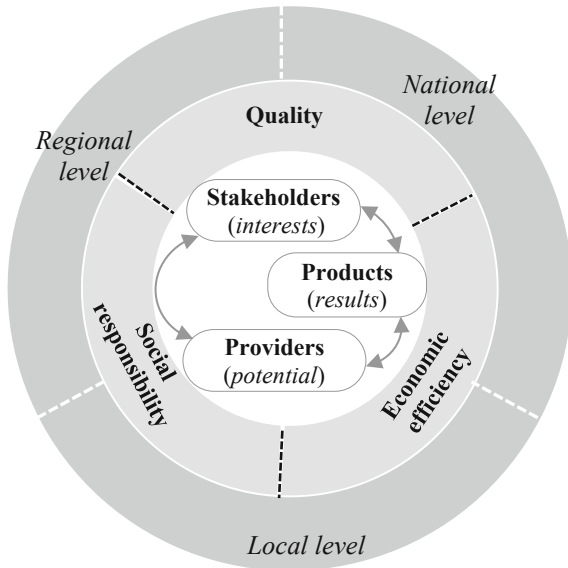 National
level
Regional
level
Quality
Stakeholders
(interests)
Products
(results)
Providers
(potential)
Social
responsibility
Economic
efficiency
Local level